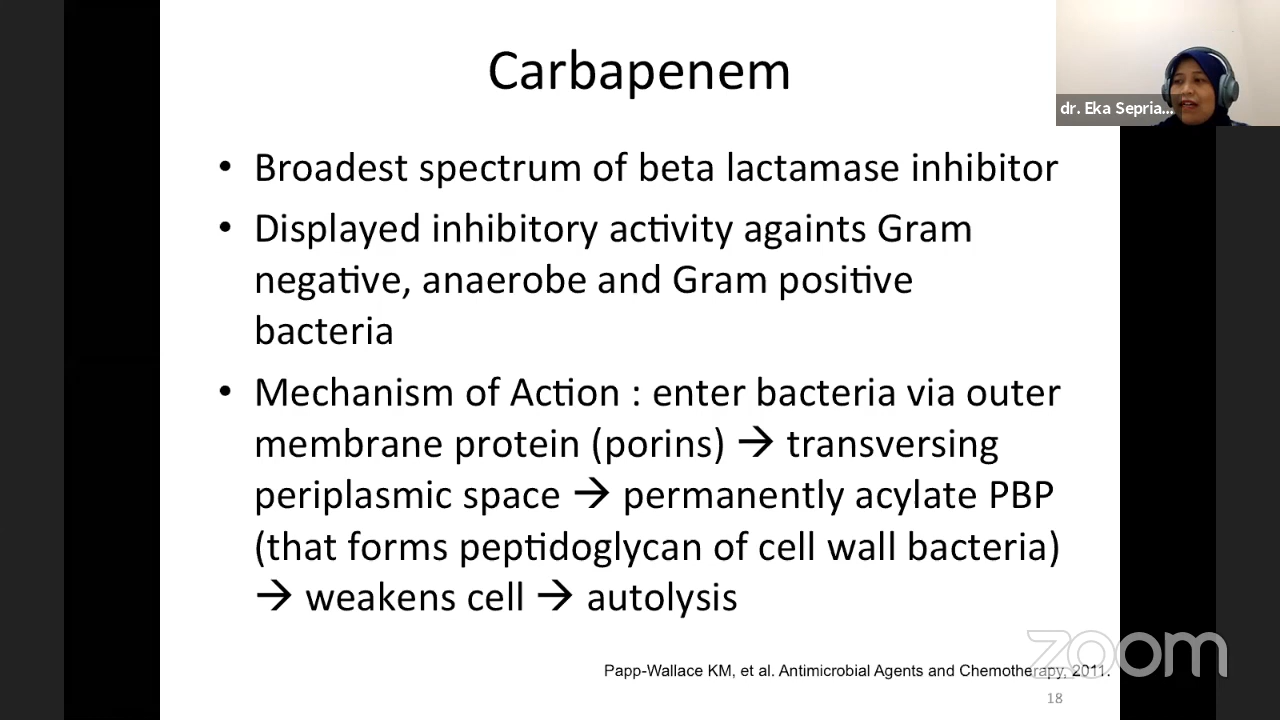 Carbapenem
dr. Eka Sepria...
• Broadest spectrum of beta lactamase inhibitor
• Displayed inhibitory activity againts Gram
negative, anaerobe and Gram positive
bacteria
• Mechanism of Action : enter bacteria via outer
membrane protein (porins) → transversing
periplasmic space → permanently acylate PBP
(that forms peptidoglycan of cell wall bacteria)
→ weakens cell → autolysis
zoom
Papp-Wallace KM, et al. Antimicrobial Agents and Chemotherapy, 2011.
18